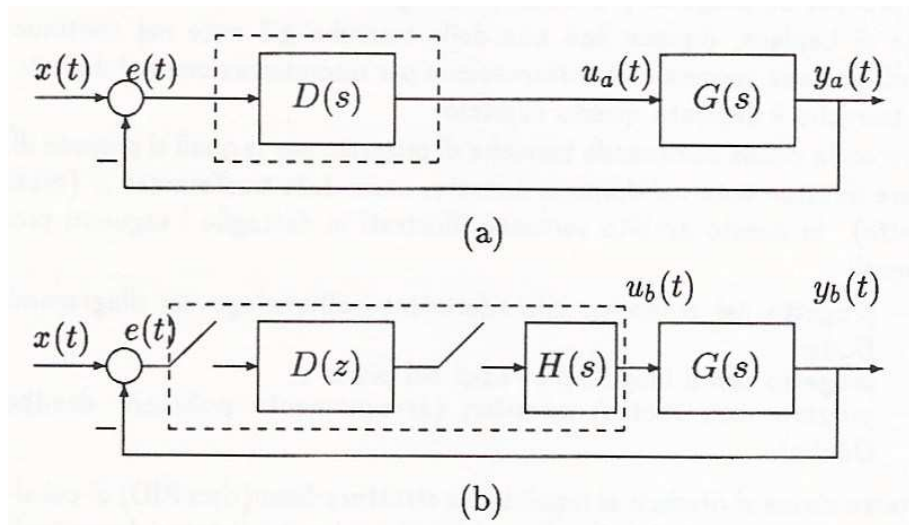 x(t) e(t) D(s) u_a(t) G(s) y_a(t)
−
(a)
x(t) e(t) D(z) H(s) u_b(t) G(s) y_b(t)
−
(b)